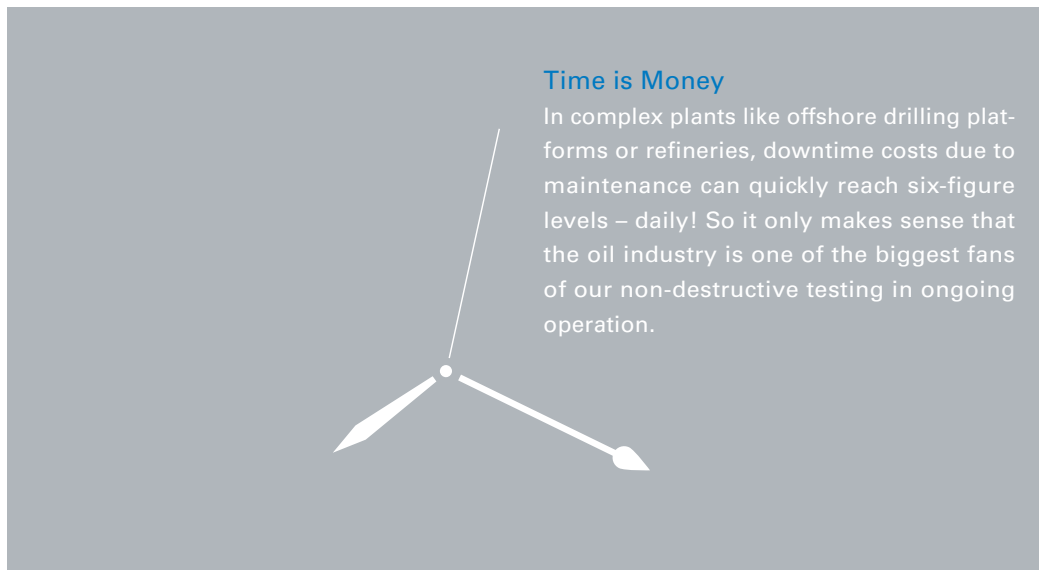 Time is Money
In complex plants like offshore drilling plat-
forms or refineries, downtime costs due to
maintenance can quickly reach six-figure
levels – daily! So it only makes sense that
the oil industry is one of the biggest fans
of our non-destructive testing in ongoing
operation.